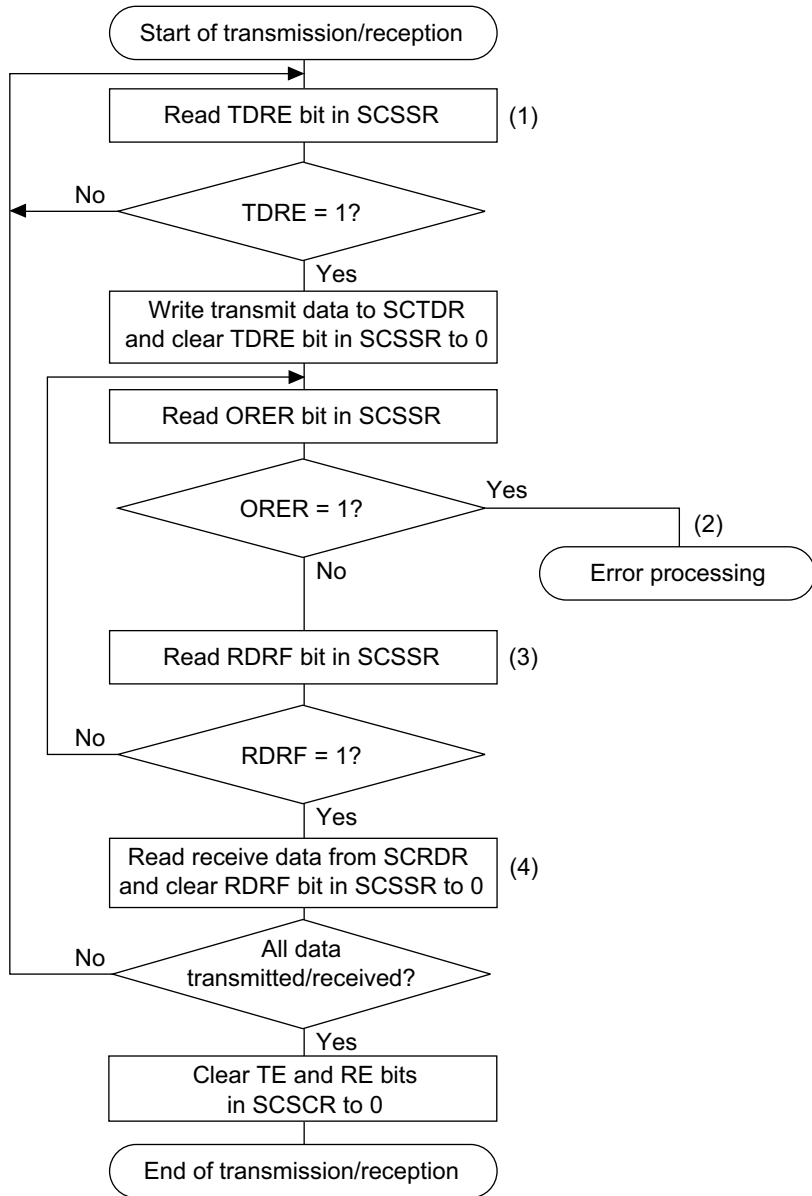 Start of transmission/reception
Read TDRE bit in SCSSR
(1)
No
TDRE = 1?
Yes
Write transmit data to SCTDR
and clear TDRE bit in SCSSR to 0
Read ORER bit in SCSSR
Yes
ORER = 1?
(2)
No
Error processing
Read RDRF bit in SCSSR
(3)
No
RDRF = 1?
Yes
Read receive data from SCRDR
and clear RDRF bit in SCSSR to 0
(4)
No
All data
transmitted/received?
Yes
Clear TE and RE bits
in SCSCR to 0
End of transmission/reception